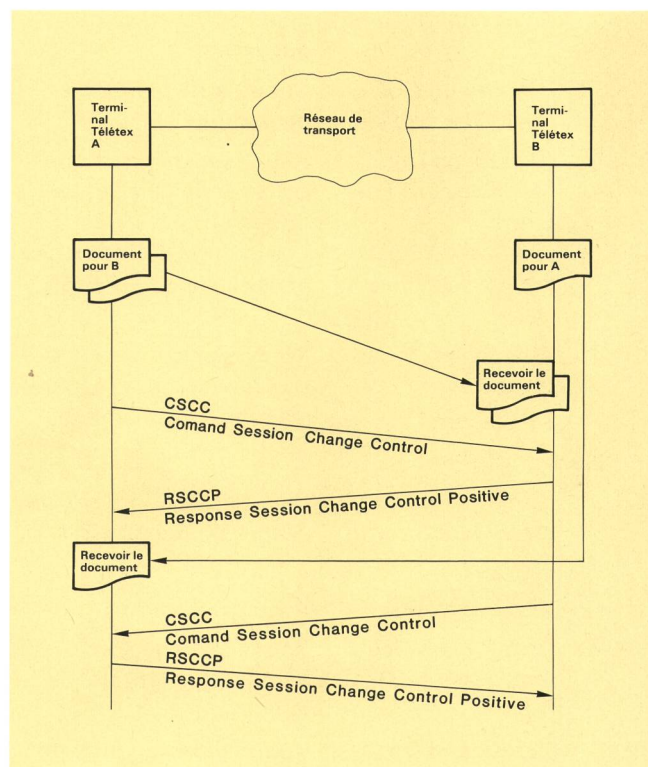 Termi-
nal
Télétex
A
Réseau de
transport
Termi-
nal
Télétex
B
Document
pour B
Document
pour A
Recevoir le
document
CSCC
Comand Session Change Control
RSCCP
Response Session Change Control Positive
Recevoir le
document
CSCC
Comand Session Change Control
RSCCP
Response Session Change Control Positive